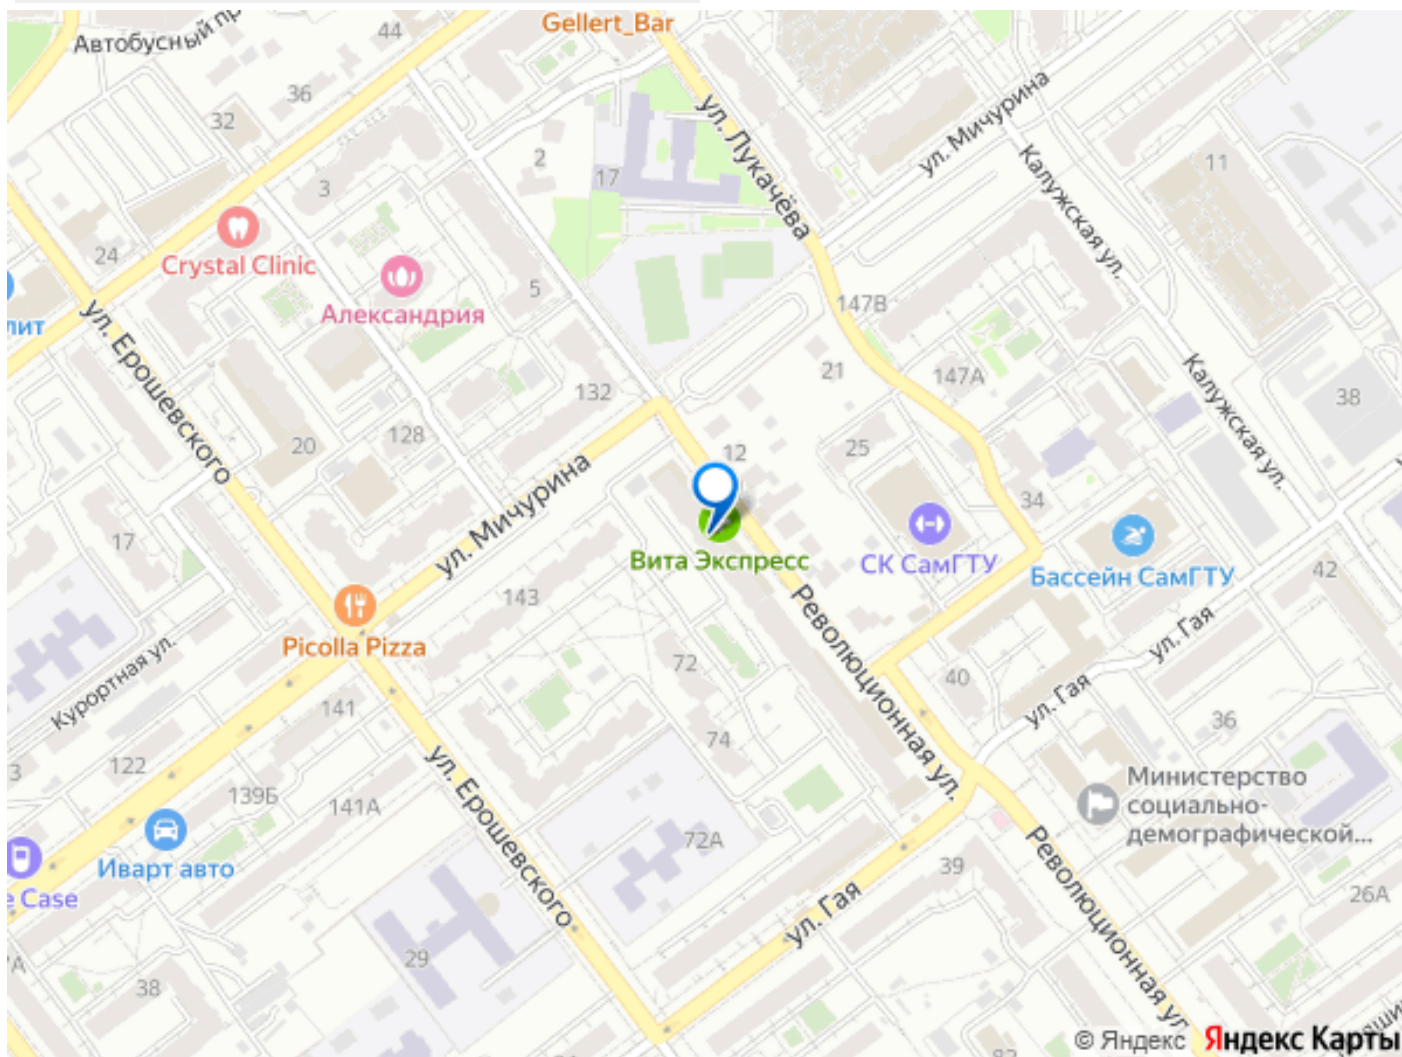 Gellert_Bar
Автобусный пр
44
36
32
2
17
3
ул. Лукачёва
ул. Мичурина
Калужская ул.
11
24
Crystal Clinic
Александрия
5
лит
147В
ул. Ерошевского
132
21
147А
Калужская ул.
38
20
128
12
25
34
ул. Мичурина
17
Вита Экспресс
СК СамГТУ
Бассейн СамГТУ
42
143
Picolla Pizza
Революционная ул.
ул. Гая
Курортная ул.
72
40
ул. Гая
36
141
74
3
122
139Б
141А
ул. Ерошевского
Министерство
социально-
демографической...
Иварт авто
72А
39
e Case
Революционная ул.
26А
ул. Гая
29
38
© Яндекс Яндекс Карты